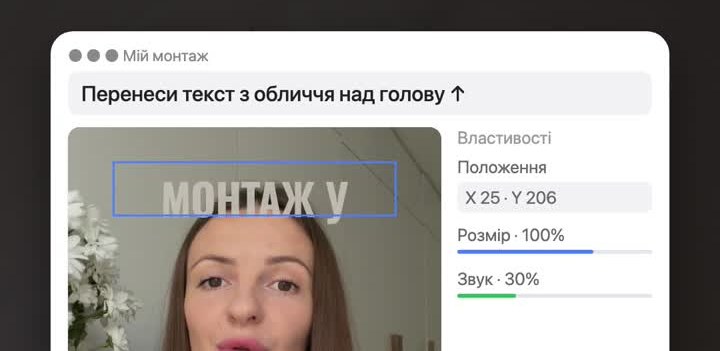 Мій монтаж
Перенеси текст з обличчя над голову ↑
МОНТАЖ У
Властивості
Положення
X 25 · Y 206
Розмір · 100%
Звук · 30%